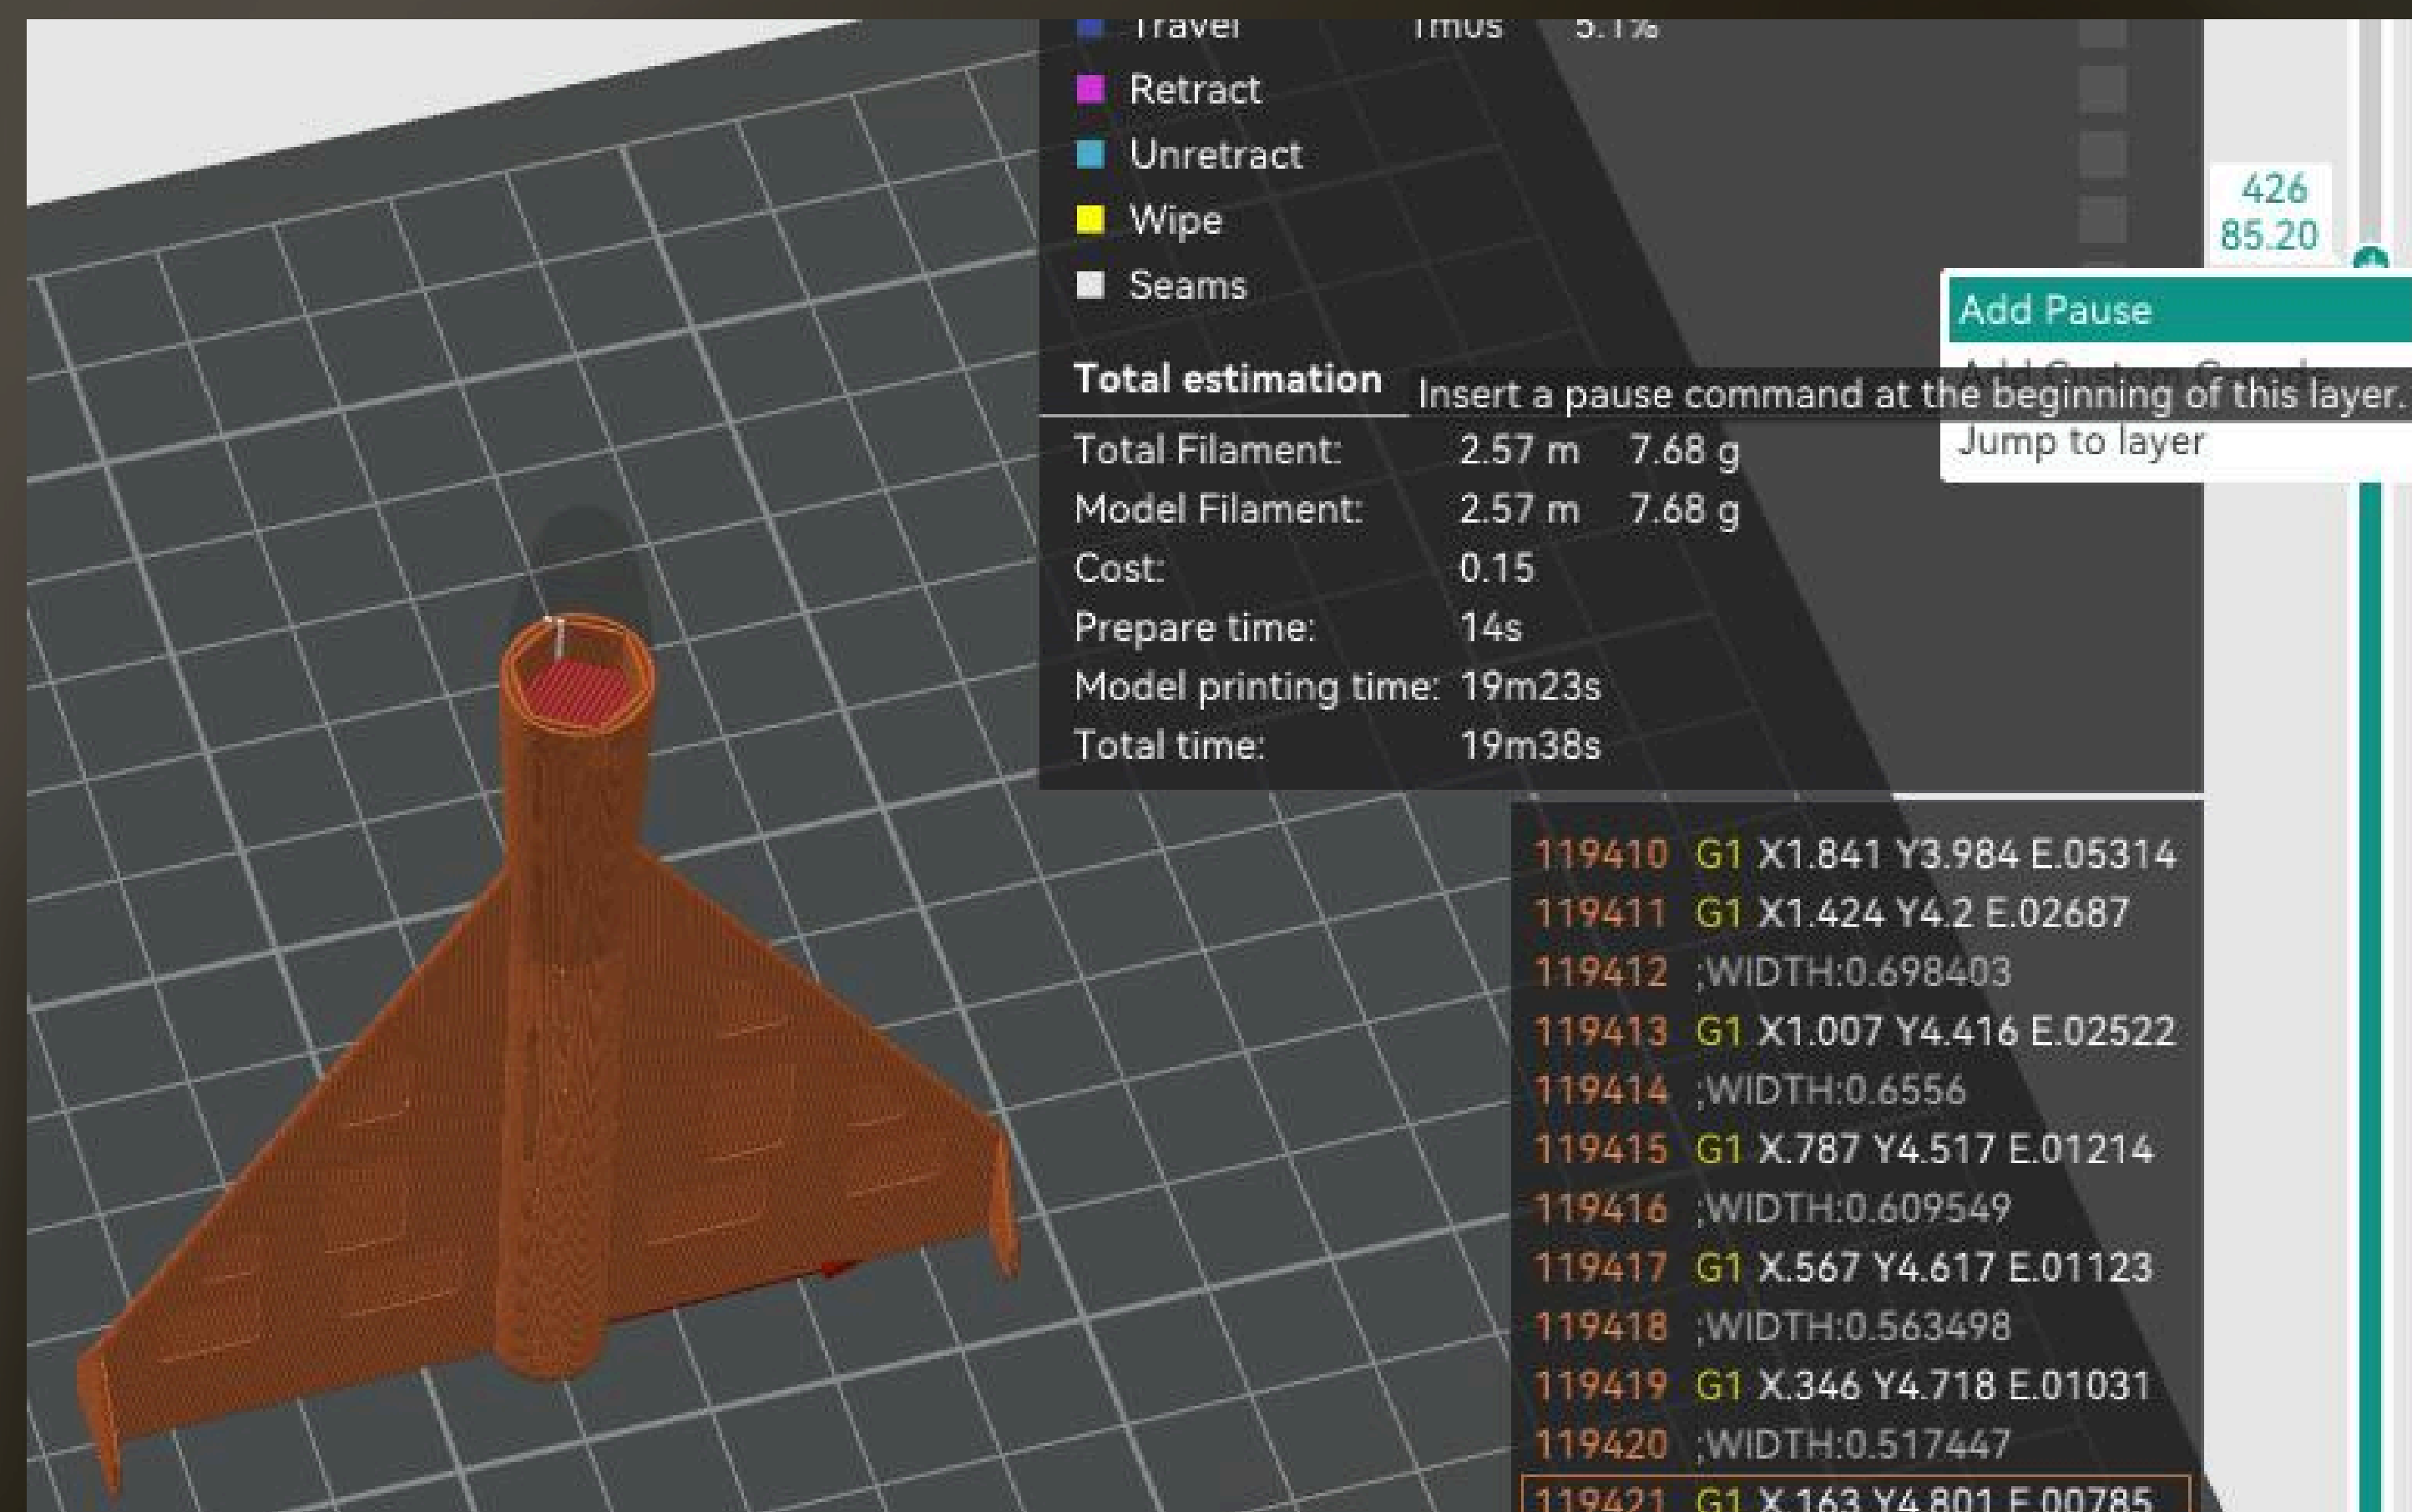 Travel 1m0s 5.1%
Retract
Unretract
Wipe
Seams
426
85.20
Add Pause
Total estimation
Insert a pause command at the beginning of this layer.
Jump to layer
Total Filament: 2.57 m 7.68 g
Model Filament: 2.57 m 7.68 g
Cost: 0.15
Prepare time: 14s
Model printing time: 19m23s
Total time: 19m38s
119410 G1 X1.841 Y3.984 E.05314
119411 G1 X1.424 Y4.2 E.02687
119412 ;WIDTH:0.698403
119413 G1 X1.007 Y4.416 E.02522
119414 ;WIDTH:0.6556
119415 G1 X.787 Y4.517 E.01214
119416 ;WIDTH:0.609549
119417 G1 X.567 Y4.617 E.01123
119418 ;WIDTH:0.563498
119419 G1 X.346 Y4.718 E.01031
119420 ;WIDTH:0.517447
119421 G1 X.163 Y4.801 E.00785